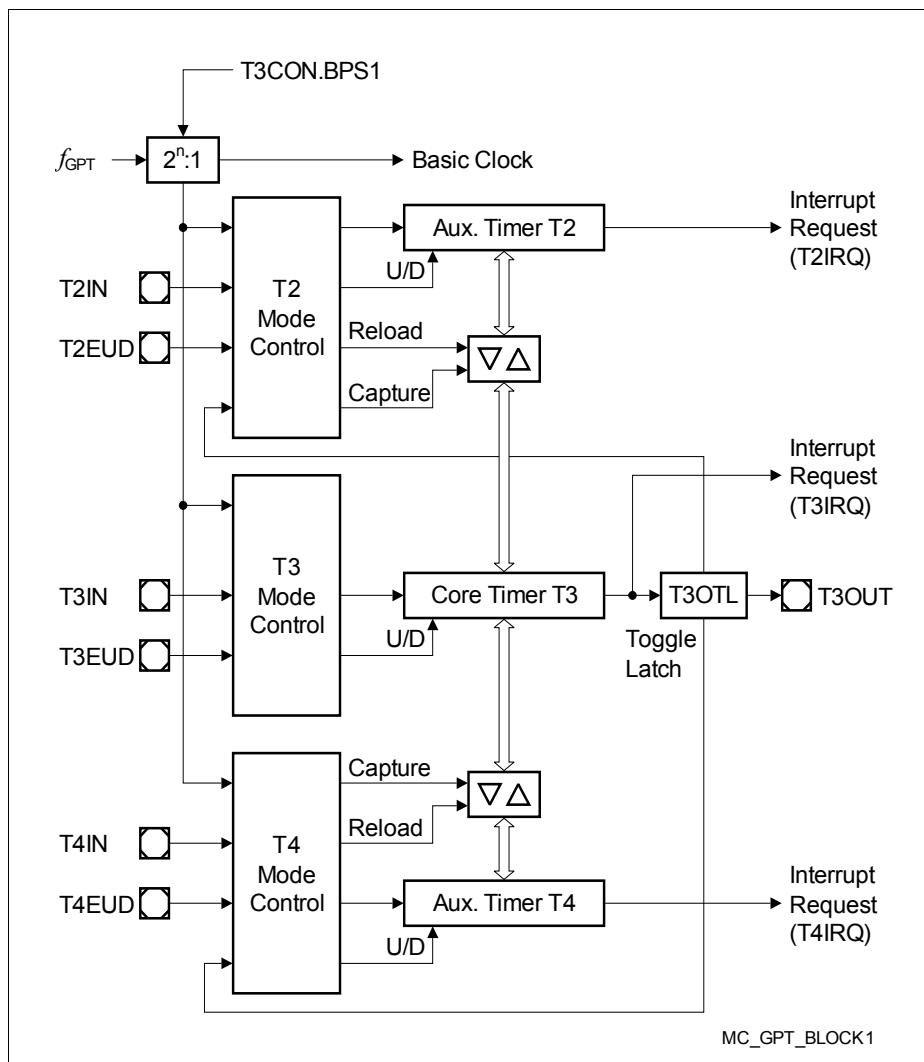 T3CON.BPS1
fGPT
2ⁿ:1
Basic Clock
Interrupt
Request
(T2IRQ)
Aux. Timer T2
U/D
T2IN
T2
Mode
Control
T2EUD
Reload
Capture
Interrupt
Request
(T3IRQ)
T3
Mode
Control
T3IN
Core Timer T3
T3OTL
T3OUT
T3EUD
U/D
Toggle
Latch
Capture
Reload
T4IN
T4
Mode
Control
T4EUD
Aux. Timer T4
U/D
Interrupt
Request
(T4IRQ)
MC_GPT_BLOCK1